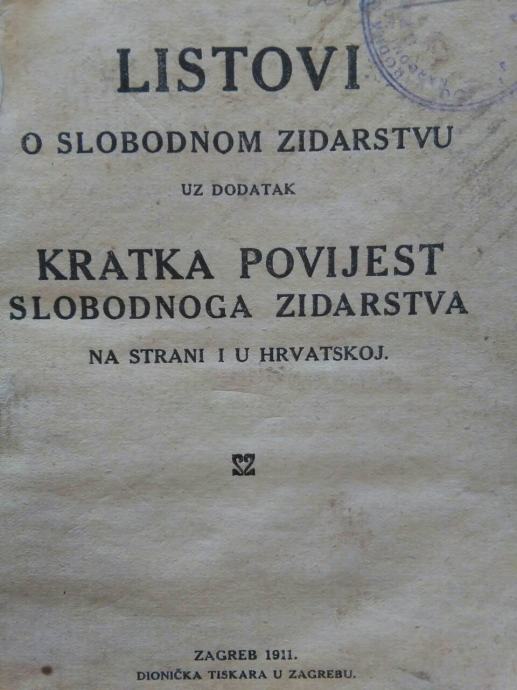 LISTOVI
O SLOBODNOM ZIDARSTVU
UZ DODATAK
KRATKA POVIJEST
SLOBODNOGA ZIDARSTVA
NA STRANI I U HRVATSKOJ.
ZAGREB 1911.
DIONIČKA TISKARA U ZAGREBU.